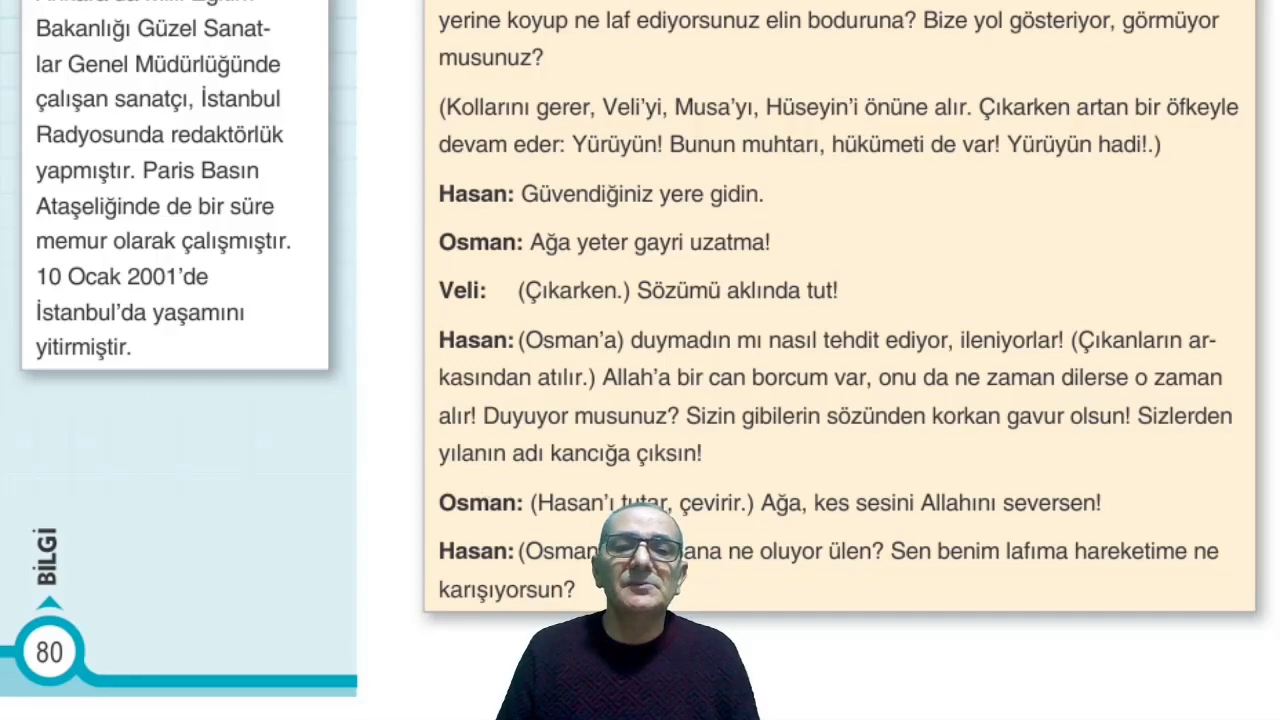 Bakanlığı Güzel Sanat-
lar Genel Müdürlüğünde
çalışan sanatçı, İstanbul
Radyosunda redaktörlük
yapmıştır. Paris Basın
Ataşeliğinde de bir süre
memur olarak çalışmıştır.
10 Ocak 2001’de
İstanbul’da yaşamını
yitirmiştir.
BİLGİ
80
yerine koyup ne laf ediyorsunuz elin boduruna? Bize yol gösteriyor, görmüyor
musunuz?
(Kollarını gerer, Veli’yi, Musa’yı, Hüseyin’i önüne alır. Çıkarken artan bir öfkeyle
devam eder: Yürüyün! Bunun muhtarı, hükümeti de var! Yürüyün hadi!.)
Hasan: Güvendiğiniz yere gidin.
Osman: Ağa yeter gayri uzatma!
Veli: (Çıkarken.) Sözümü aklında tut!
Hasan: (Osman’a) duymadın mı nasıl tehdit ediyor, ileniyorlar! (Çıkanların ar-
kasından atılır.) Allah’a bir can borcum var, onu da ne zaman dilerse o zaman
alır! Duyuyor musunuz? Sizin gibilerin sözünden korkan gavur olsun! Sizlerden
yılanın adı kancığa çıksın!
Osman: (Hasan’ı tutar, çevirir.) Ağa, kes sesini Allahını seversen!
Hasan: (Osman ne oluyor ülen? Sen benim lafıma hareketime ne
karışıyorsun?